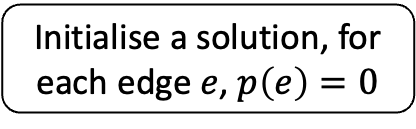 Initialise a solution, for
each edge e, p(e) = 0